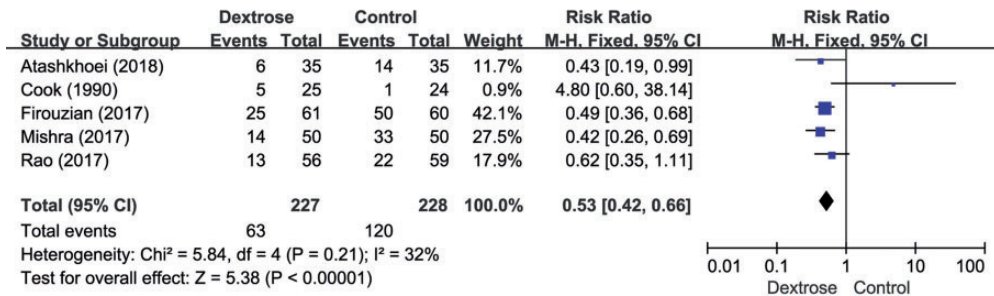 Dextrose Control Risk Ratio Risk Ratio
Study or Subgroup Events Total Events Total Weight M-H, Fixed, 95% CI M-H, Fixed, 95% CI
Atashkhoei (2018) 6 35 14 35 11.7% 0.43 [0.19, 0.99]
Cook (1990) 5 25 1 24 0.9% 4.80 [0.60, 38.14]
Firouzian (2017) 25 61 50 60 42.1% 0.49 [0.36, 0.68]
Mishra (2017) 14 50 33 50 27.5% 0.42 [0.26, 0.69]
Rao (2017) 13 56 22 59 17.9% 0.62 [0.35, 1.11]
Total (95% CI) 227 228 100.0% 0.53 [0.42, 0.66]
Total events 63 120
Heterogeneity: Chi² = 5.84, df = 4 (P = 0.21); I² = 32%
Test for overall effect: Z = 5.38 (P < 0.00001)
0.01 0.1 1 10 100
Dextrose Control